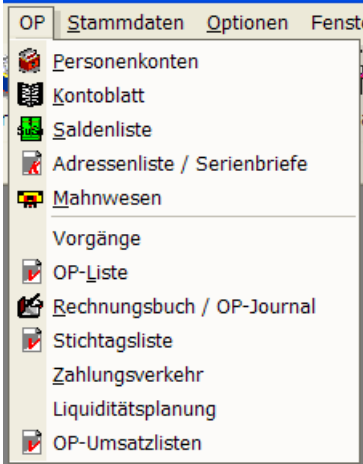 OP Stammdaten Optionen Fenst
Personenkonten
Kontoblatt
Saldenliste
Adressenliste / Serienbriefe
Mahnwesen
Vorgänge
OP-Liste
Rechnungsbuch / OP-Journal
Stichtagsliste
Zahlungsverkehr
Liquiditätsplanung
OP-Umsatzlisten